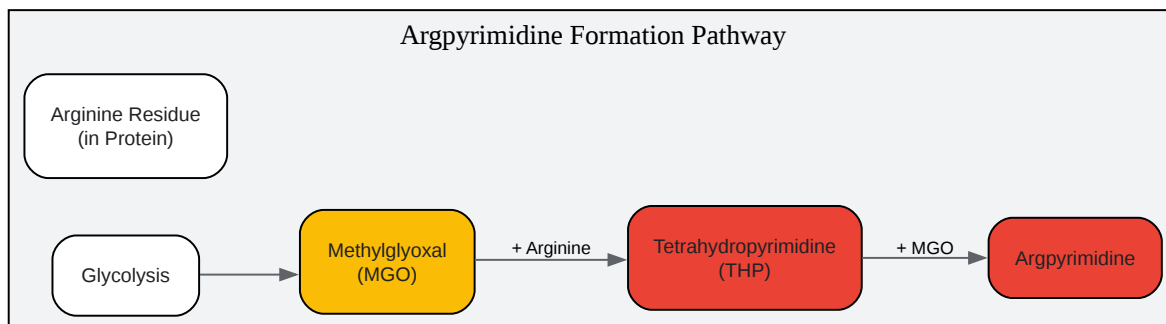 Argpyrimidine Formation Pathway
Arginine Residue
(in Protein)
Glycolysis
Methylglyoxal
(MGO)
+ Arginine
Tetrahydropyrimidine
(THP)
+ MGO
Argpyrimidine